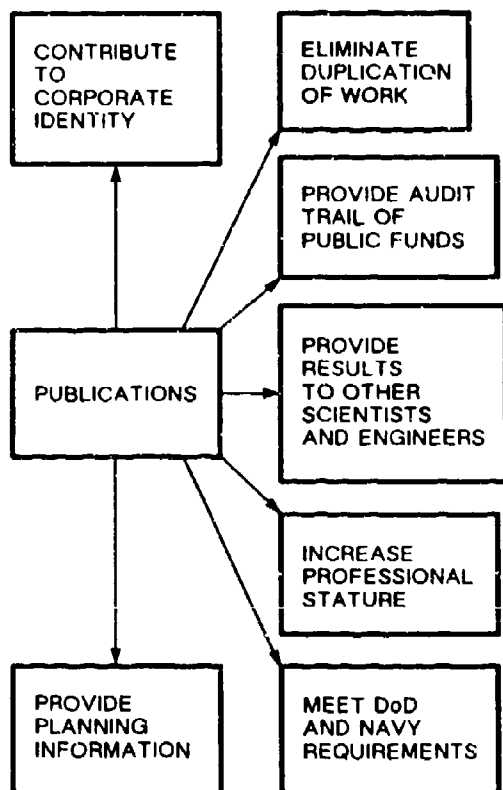 CONTRIBUTE
TO
CORPORATE
IDENTITY
ELIMINATE
DUPLICATION
OF WORK
PROVIDE AUDIT
TRAIL OF
PUBLIC FUNDS
PUBLICATIONS
PROVIDE
RESULTS
TO OTHER
SCIENTISTS
AND ENGINEERS
INCREASE
PROFESSIONAL
STATURE
PROVIDE
PLANNING
INFORMATION
MEET DoD
AND NAVY
REQUIREMENTS